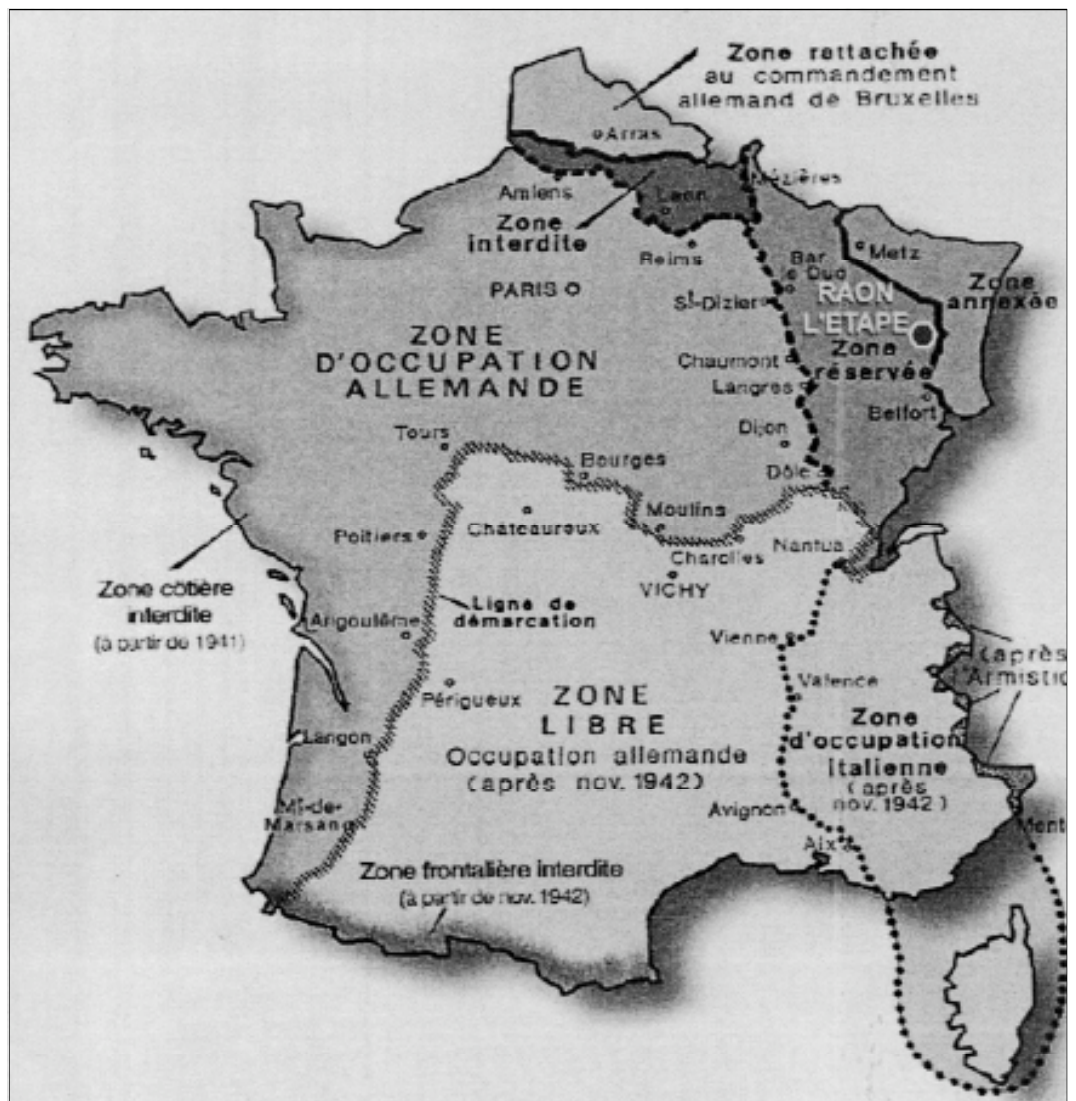 Zone rattachée
au commandement
allemand de Bruxelles
Arras
Mézières
Amiens
Laon
Zone
interdite
Reims
Metz
Bar
le Duc
Zone
annexée
PARIS
St-Dizier
RAON
L'ETAPE
ZONE
D'OCCUPATION
ALLEMANDE
Chaumont
Zone
réservée
Langres
Belfort
Tours
Dijon
Bourges
Dôle
Moulins
Châteauroux
Poitiers
Charolles
Nantua
VICHY
Zone côtière
interdite
(à partir de 1941)
Ligne de
démarcation
Angoulême
Vienne
(après
l'Armistic
Périgueux
Valence
ZONE
LIBRE
Occupation allemande
(après nov. 1942)
Zone
d'occupation
italienne
(après
nov. 1942)
Langon
Mt-de-
Marsan
Avignon
Ment
Aix
Zone frontalière interdite
(à partir de nov. 1942)